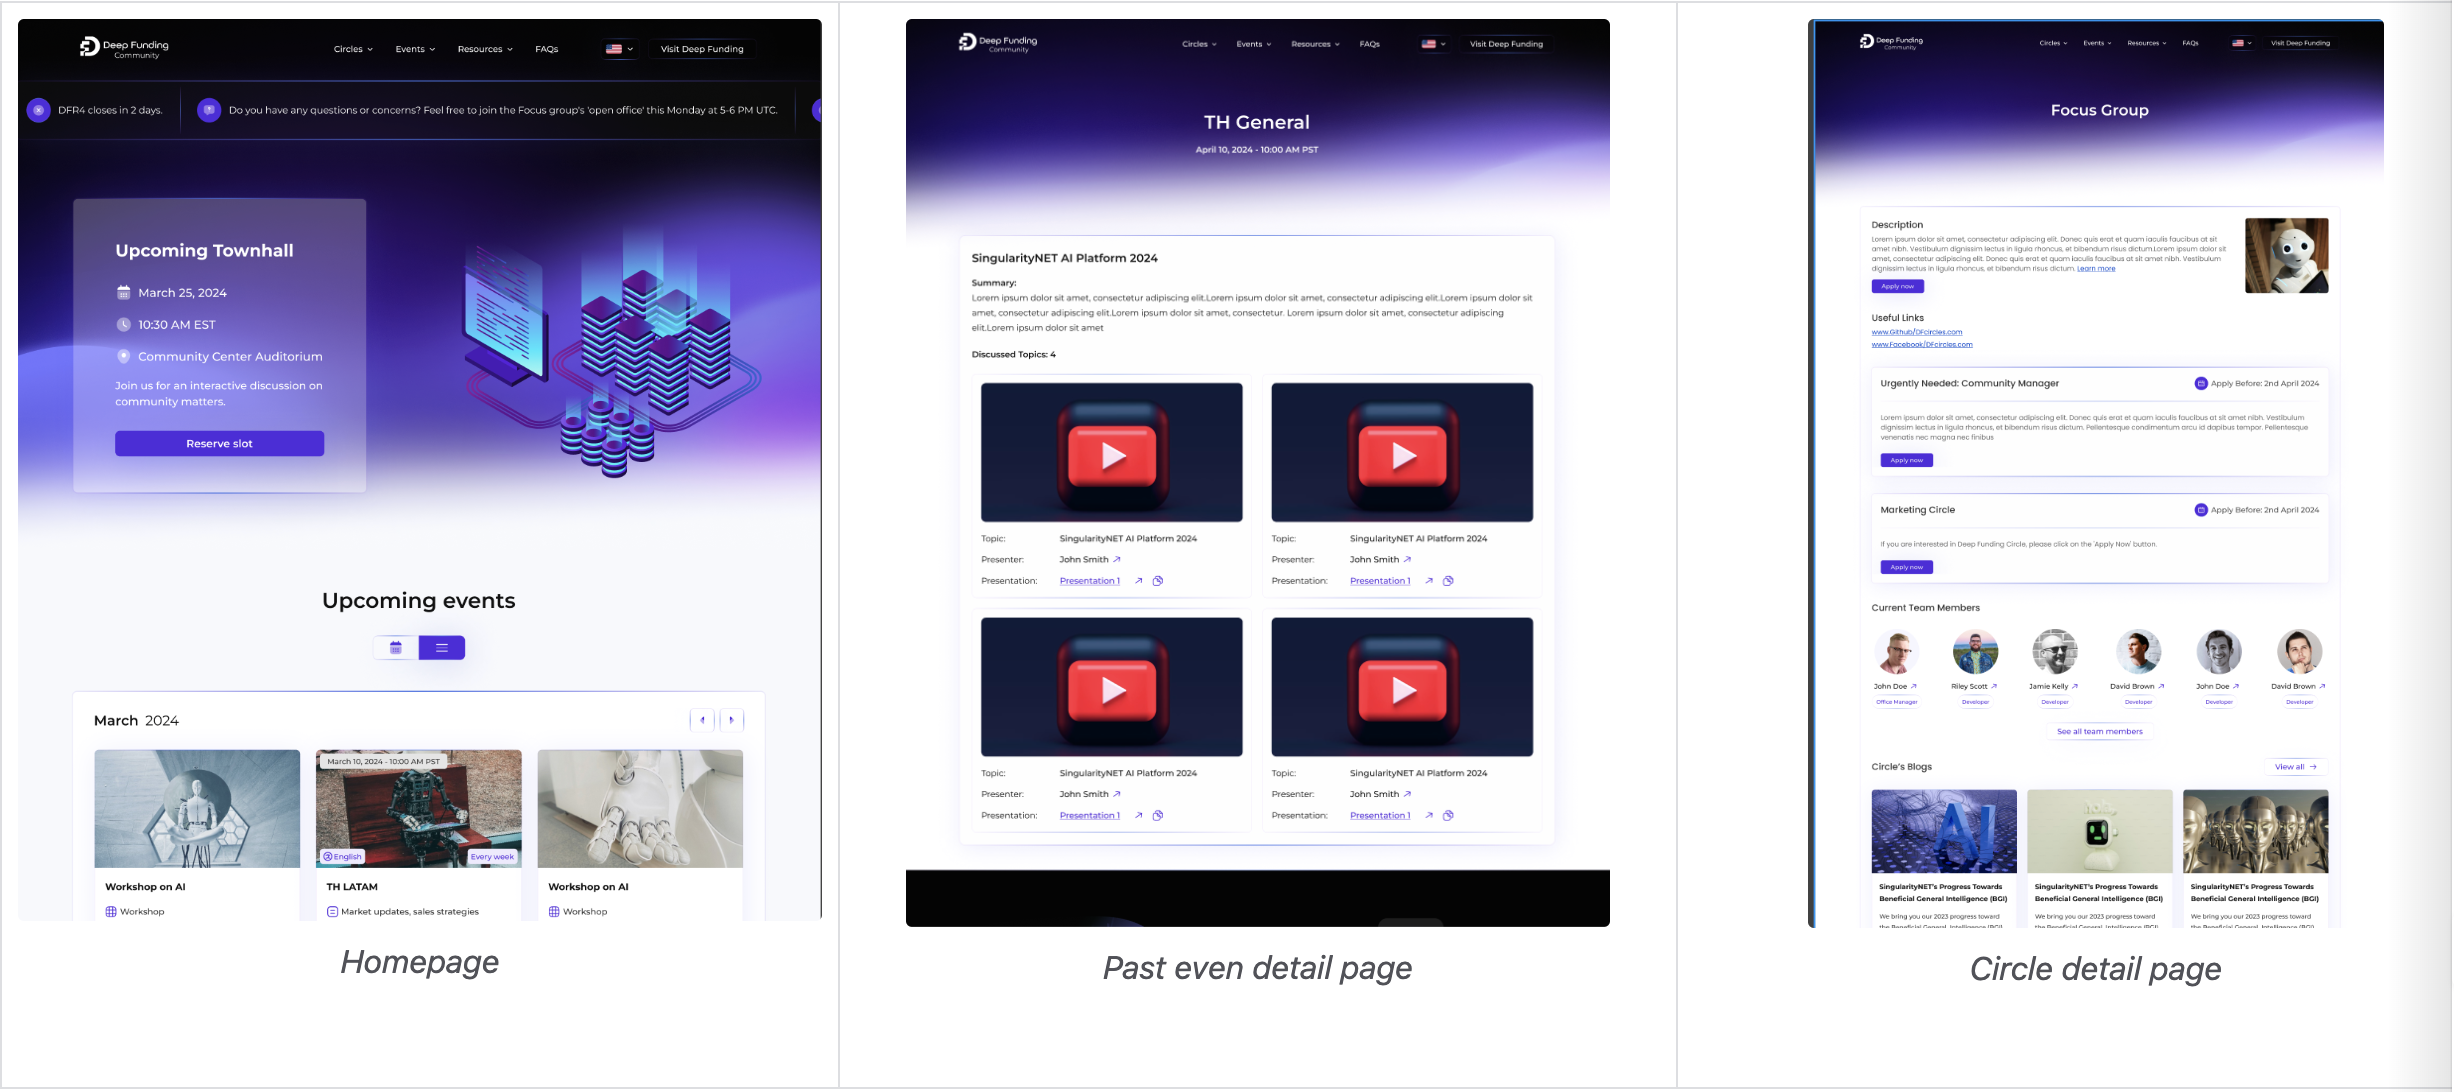 Deep Funding
Community
Circles
Events
Resources
FAQs
Visit Deep Funding
DFR4 closes in 2 days.
Do you have any questions or concerns? Feel free to join the Focus group's 'open office' this Monday at 5-6 PM UTC.
Upcoming Townhall
March 25, 2024
10:30 AM EST
Community Center Auditorium
Join us for an interactive discussion on
community matters.
Reserve slot
Upcoming events
March 2024
March 10, 2024 - 10:00 AM PST
English
Every week
Workshop on AI
TH LATAM
Workshop on AI
Workshop
Market updates, sales strategies
Workshop
Homepage
Deep Funding
Community
Circles
Events
Resources
FAQs
Visit Deep Funding
TH General
April 10, 2024 - 10:00 AM PST
SingularityNET AI Platform 2024
Summary:
Lorem ipsum dolor sit amet, consectetur adipiscing elit.Lorem ipsum dolor sit amet, consectetur adipiscing elit.Lorem ipsum dolor sit
amet, consectetur adipiscing elit.Lorem ipsum dolor sit amet, consectetur. Lorem ipsum dolor sit amet, consectetur adipiscing
elit.Lorem ipsum dolor sit amet
Discussed Topics: 4
Topic: SingularityNET AI Platform 2024
Presenter: John Smith
Presentation: Presentation 1
Topic: SingularityNET AI Platform 2024
Presenter: John Smith
Presentation: Presentation 1
Topic: SingularityNET AI Platform 2024
Presenter: John Smith
Presentation: Presentation 1
Topic: SingularityNET AI Platform 2024
Presenter: John Smith
Presentation: Presentation 1
Past even detail page
Deep Funding
Community
Circles
Events
Resources
FAQs
Visit Deep Funding
Focus Group
Description
Lorem ipsum dolor sit amet, consectetur adipiscing elit. Donec quis erat et quam iaculis faucibus at sit
amet nibh. Vestibulum dignissim lectus in ligula rhoncus, et bibendum risus dictum.Lorem ipsum dolor sit
amet, consectetur adipiscing elit. Donec quis erat et quam iaculis faucibus at sit amet nibh. Vestibulum
dignissim lectus in ligula rhoncus, et bibendum risus dictum. Learn more
Apply now
Useful Links
www.Github/DFcircles.com
www.Facebook/DFcircles.com
Urgently Needed: Community Manager
Apply Before: 2nd April 2024
Lorem ipsum dolor sit amet, consectetur adipiscing elit. Donec quis erat et quam iaculis faucibus at sit amet nibh. Vestibulum
dignissim lectus in ligula rhoncus, et bibendum risus dictum. Pellentesque condimentum arcu id dapibus tempor. Pellentesque
venenatis nec magna nec finibus
Apply now
Marketing Circle
Apply Before: 2nd April 2024
If you are interested in Deep Funding Circle, please click on the 'Apply Now' button.
Apply now
Current Team Members
John Doe
Riley Scott
Jamie Kelly
David Brown
John Doe
David Brown
Office Manager
Developer
Developer
Developer
Developer
Developer
See all team members
Circle's Blogs
View all
AI
SingularityNET's Progress Towards
Beneficial General Intelligence (BGI)
We bring you our 2023 progress toward
the Beneficial General Intelligence (BGI)
SingularityNET's Progress Towards
Beneficial General Intelligence (BGI)
We bring you our 2023 progress toward
the Beneficial General Intelligence (BGI)
SingularityNET's Progress Towards
Beneficial General Intelligence (BGI)
We bring you our 2023 progress toward
the Beneficial General Intelligence (BGI)
Circle detail page